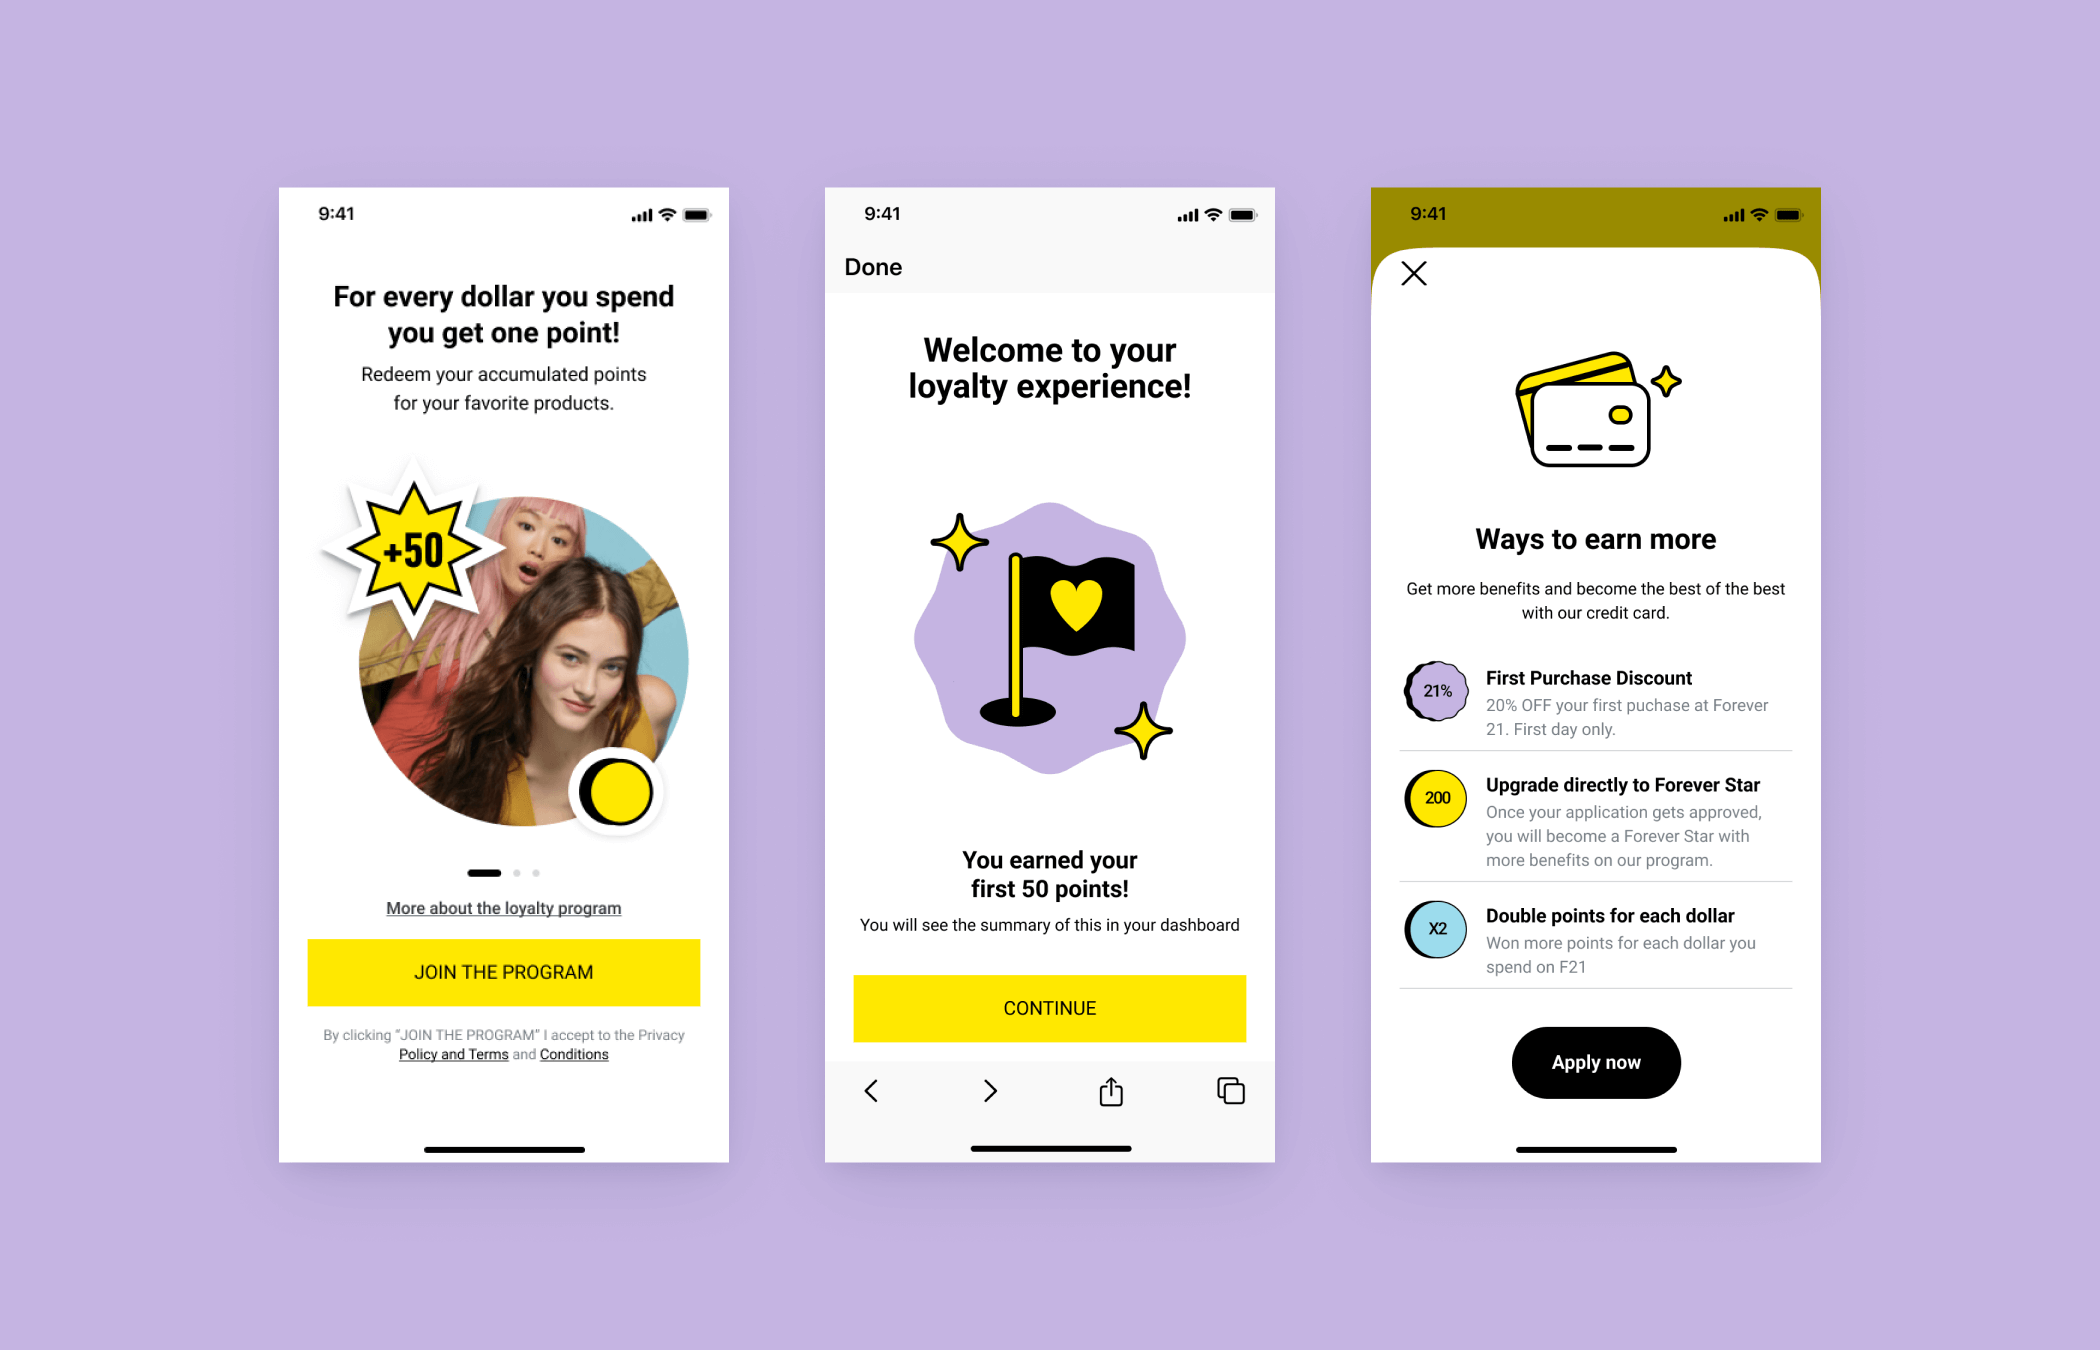 9:41
For every dollar you spend
you get one point!
Redeem your accumulated points
for your favorite products.
+50
More about the loyalty program
JOIN THE PROGRAM
By clicking “JOIN THE PROGRAM” I accept to the Privacy
Policy and Terms and Conditions
9:41
Done
Welcome to your
loyalty experience!
You earned your
first 50 points!
You will see the summary of this in your dashboard
CONTINUE
9:41
Ways to earn more
Get more benefits and become the best of the best
with our credit card.
21%
First Purchase Discount
20% OFF your first puchase at Forever
21. First day only.
200
Upgrade directly to Forever Star
Once your application gets approved,
you will become a Forever Star with
more benefits on our program.
X2
Double points for each dollar
Won more points for each dollar you
spend on F21
Apply now